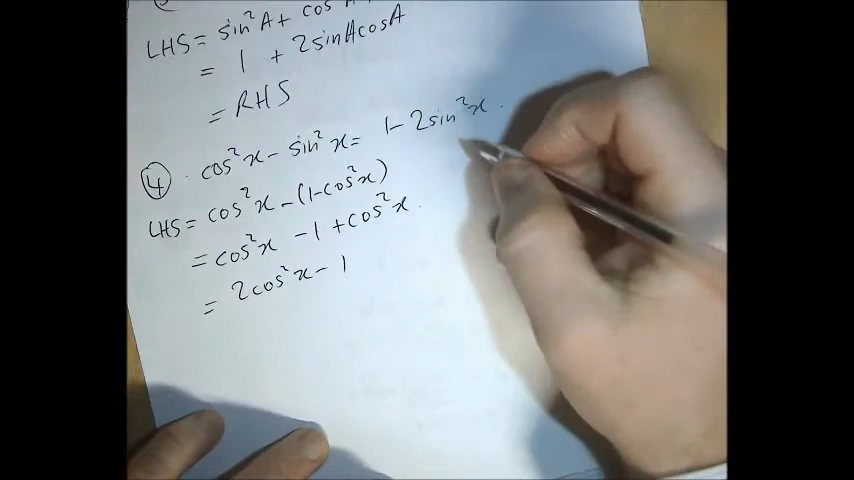 LHS = sin²A + cos
= 1 + 2sinAcosA
= RHS
④ . cos²x - sin²x = 1 - 2sin²x.
LHS = cos²x - (1-cos²x)
= cos²x - 1 + cos²x.
= 2cos²x - 1